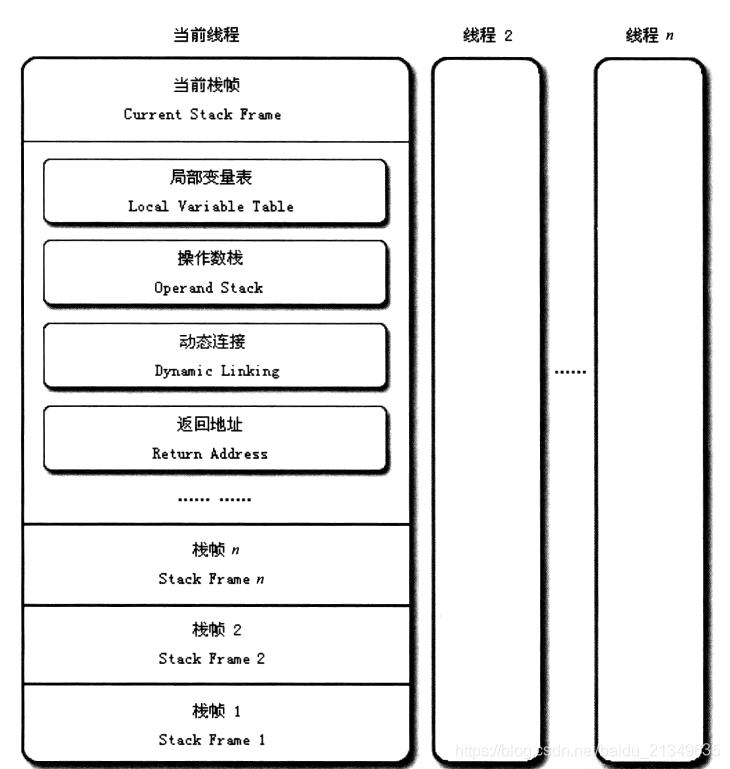 当前线程 线程 2 线程 n
当前栈帧
Current Stack Frame
局部变量表
Local Variable Table
操作数栈
Operand Stack
动态连接
Dynamic Linking
······
返回地址
Return Address
······ ······
栈帧 n
Stack Frame n
栈帧 2
Stack Frame 2
栈帧 1
Stack Frame 1
https://blog.csdn.net/baidu_21349635